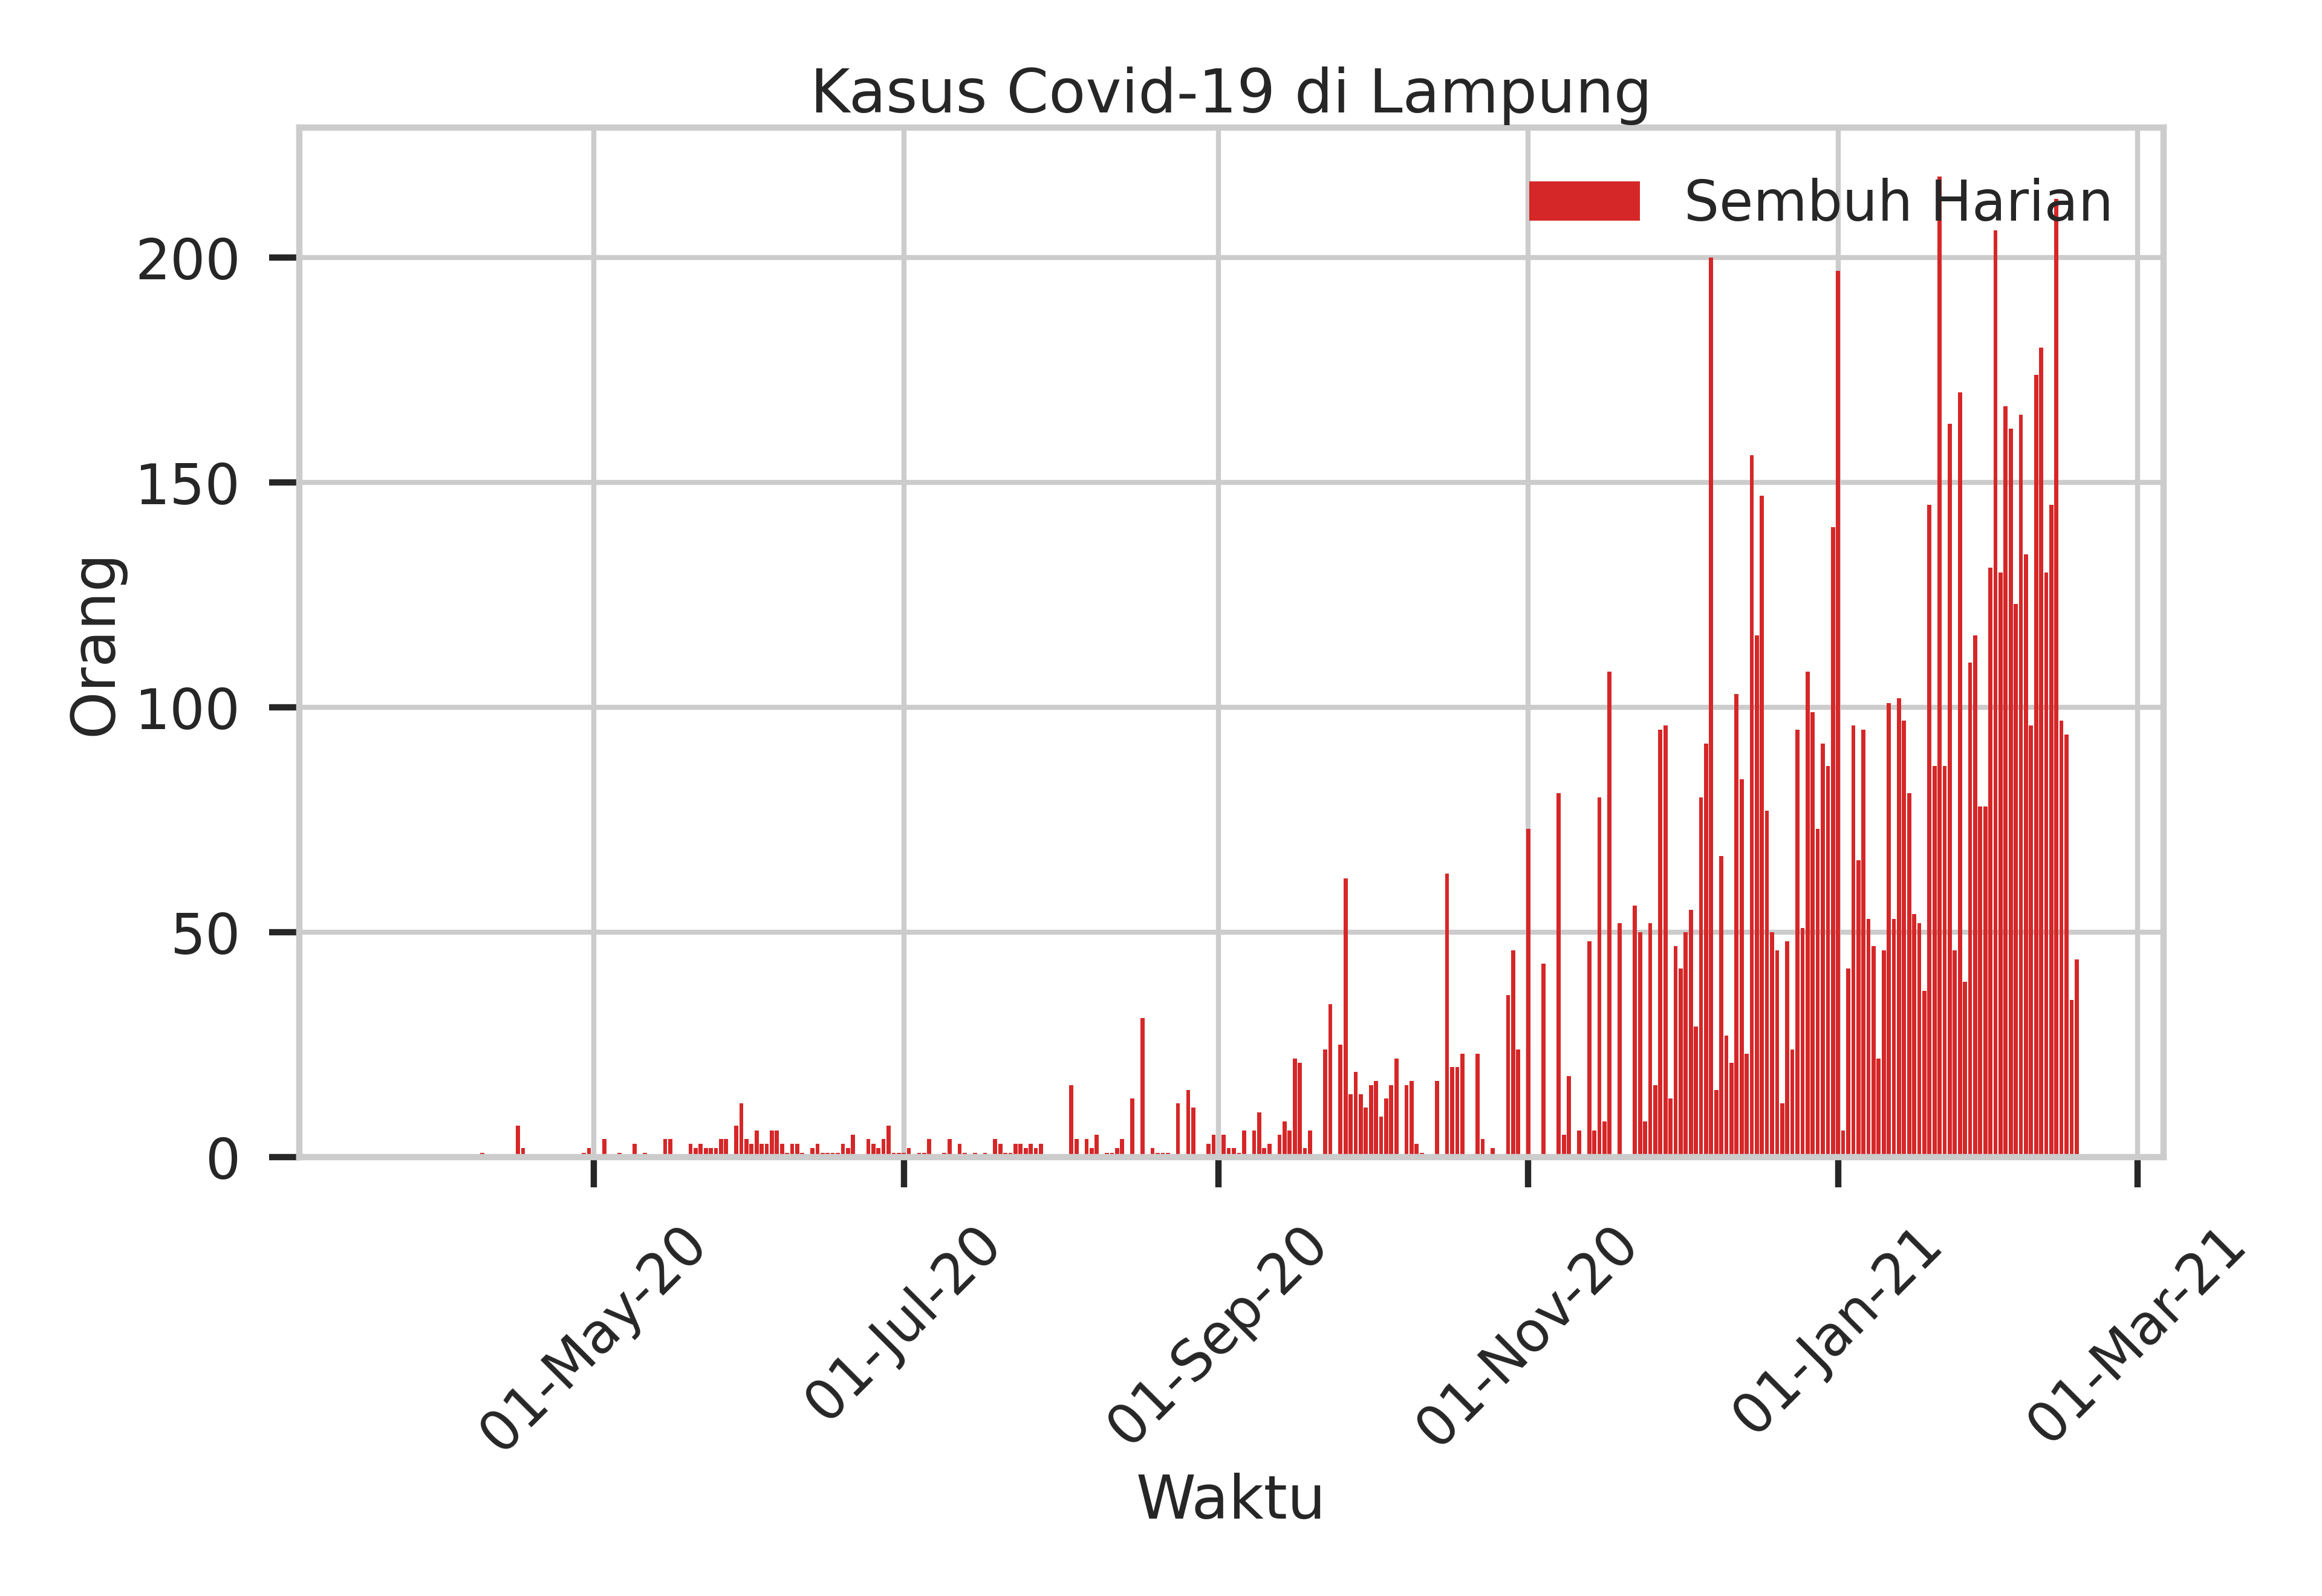 Kasus Covid-19 di Lampung
Sembuh Harian
200
150
100
50
0
Orang
01-May-20
01-Jul-20
01-Sep-20
01-Nov-20
01-Jan-21
01-Mar-21
Waktu